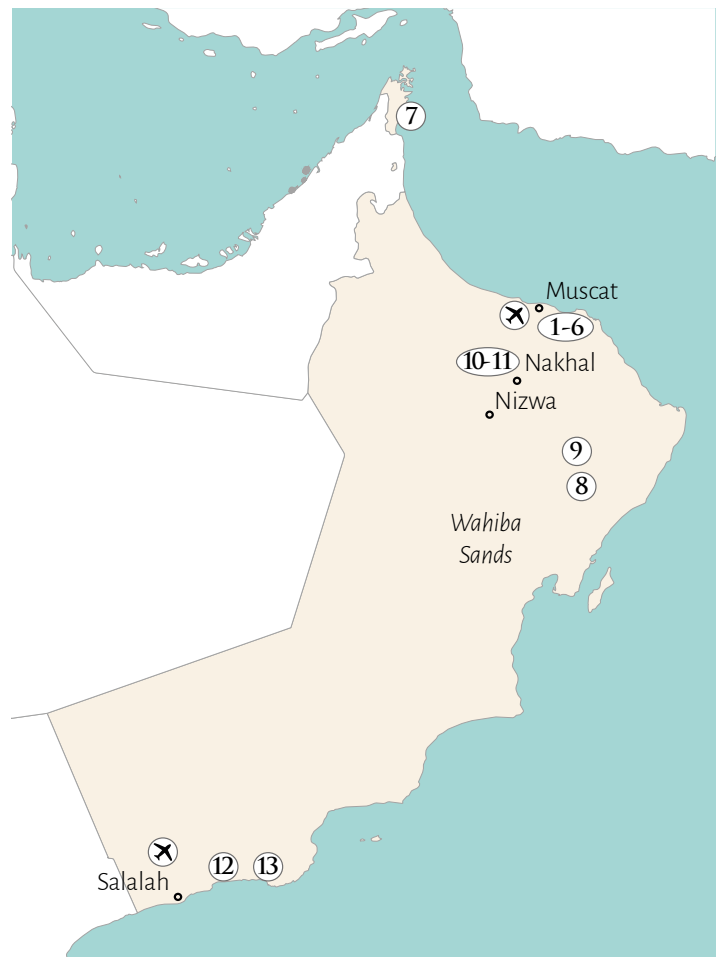 7
Muscat
1-6
10-11
Nakhal
Nizwa
9
8
Wahiba
Sands
12
13
Salalah